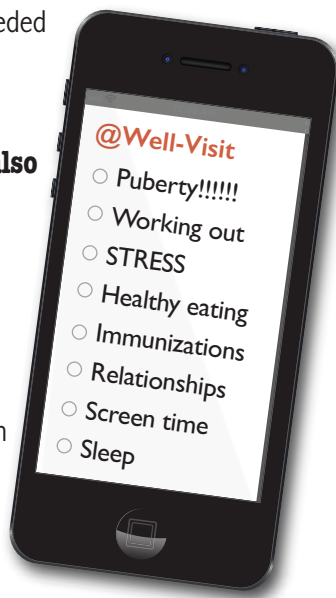 eded
lso
@Well-Visit
Puberty!!!!!!
Working out
STRESS
Healthy eating
Immunizations
Relationships
Screen time
Sleep